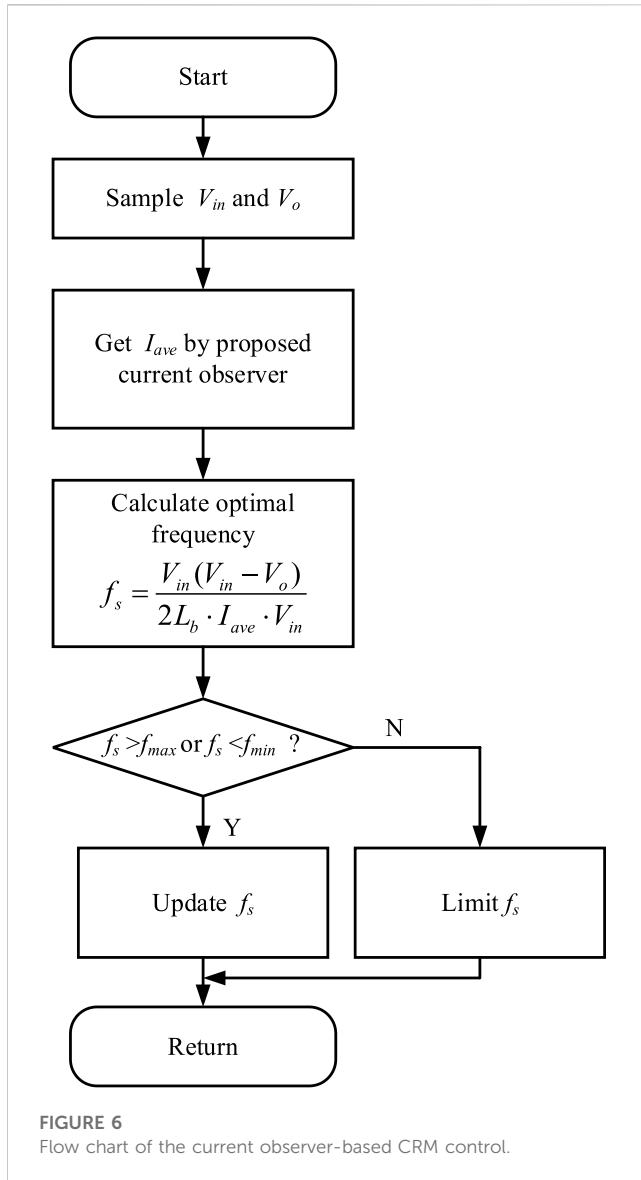 Start
Sample V_in and V_o
Get I_ave by proposed
current observer
Calculate optimal
frequency
f_s = \frac{V_in (V_in − V_o)}{2L_b · I_ave · V_in}
f_s >f_max or f_s <f_min ?
N
Y
Update f_s
Limit f_s
Return
FIGURE 6
Flow chart of the current observer-based CRM control.